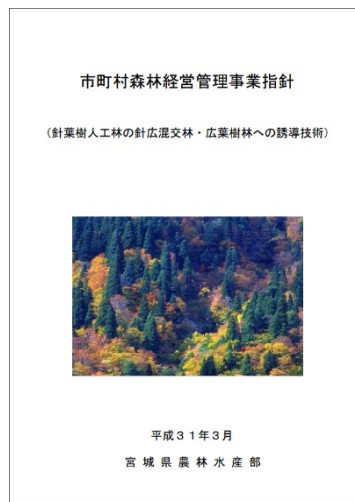 市町村森林経営管理事業指針
（針葉樹人工林の針広混交林・広葉樹林への誘導技術）
平成３１年３月
宮城県農林水産部